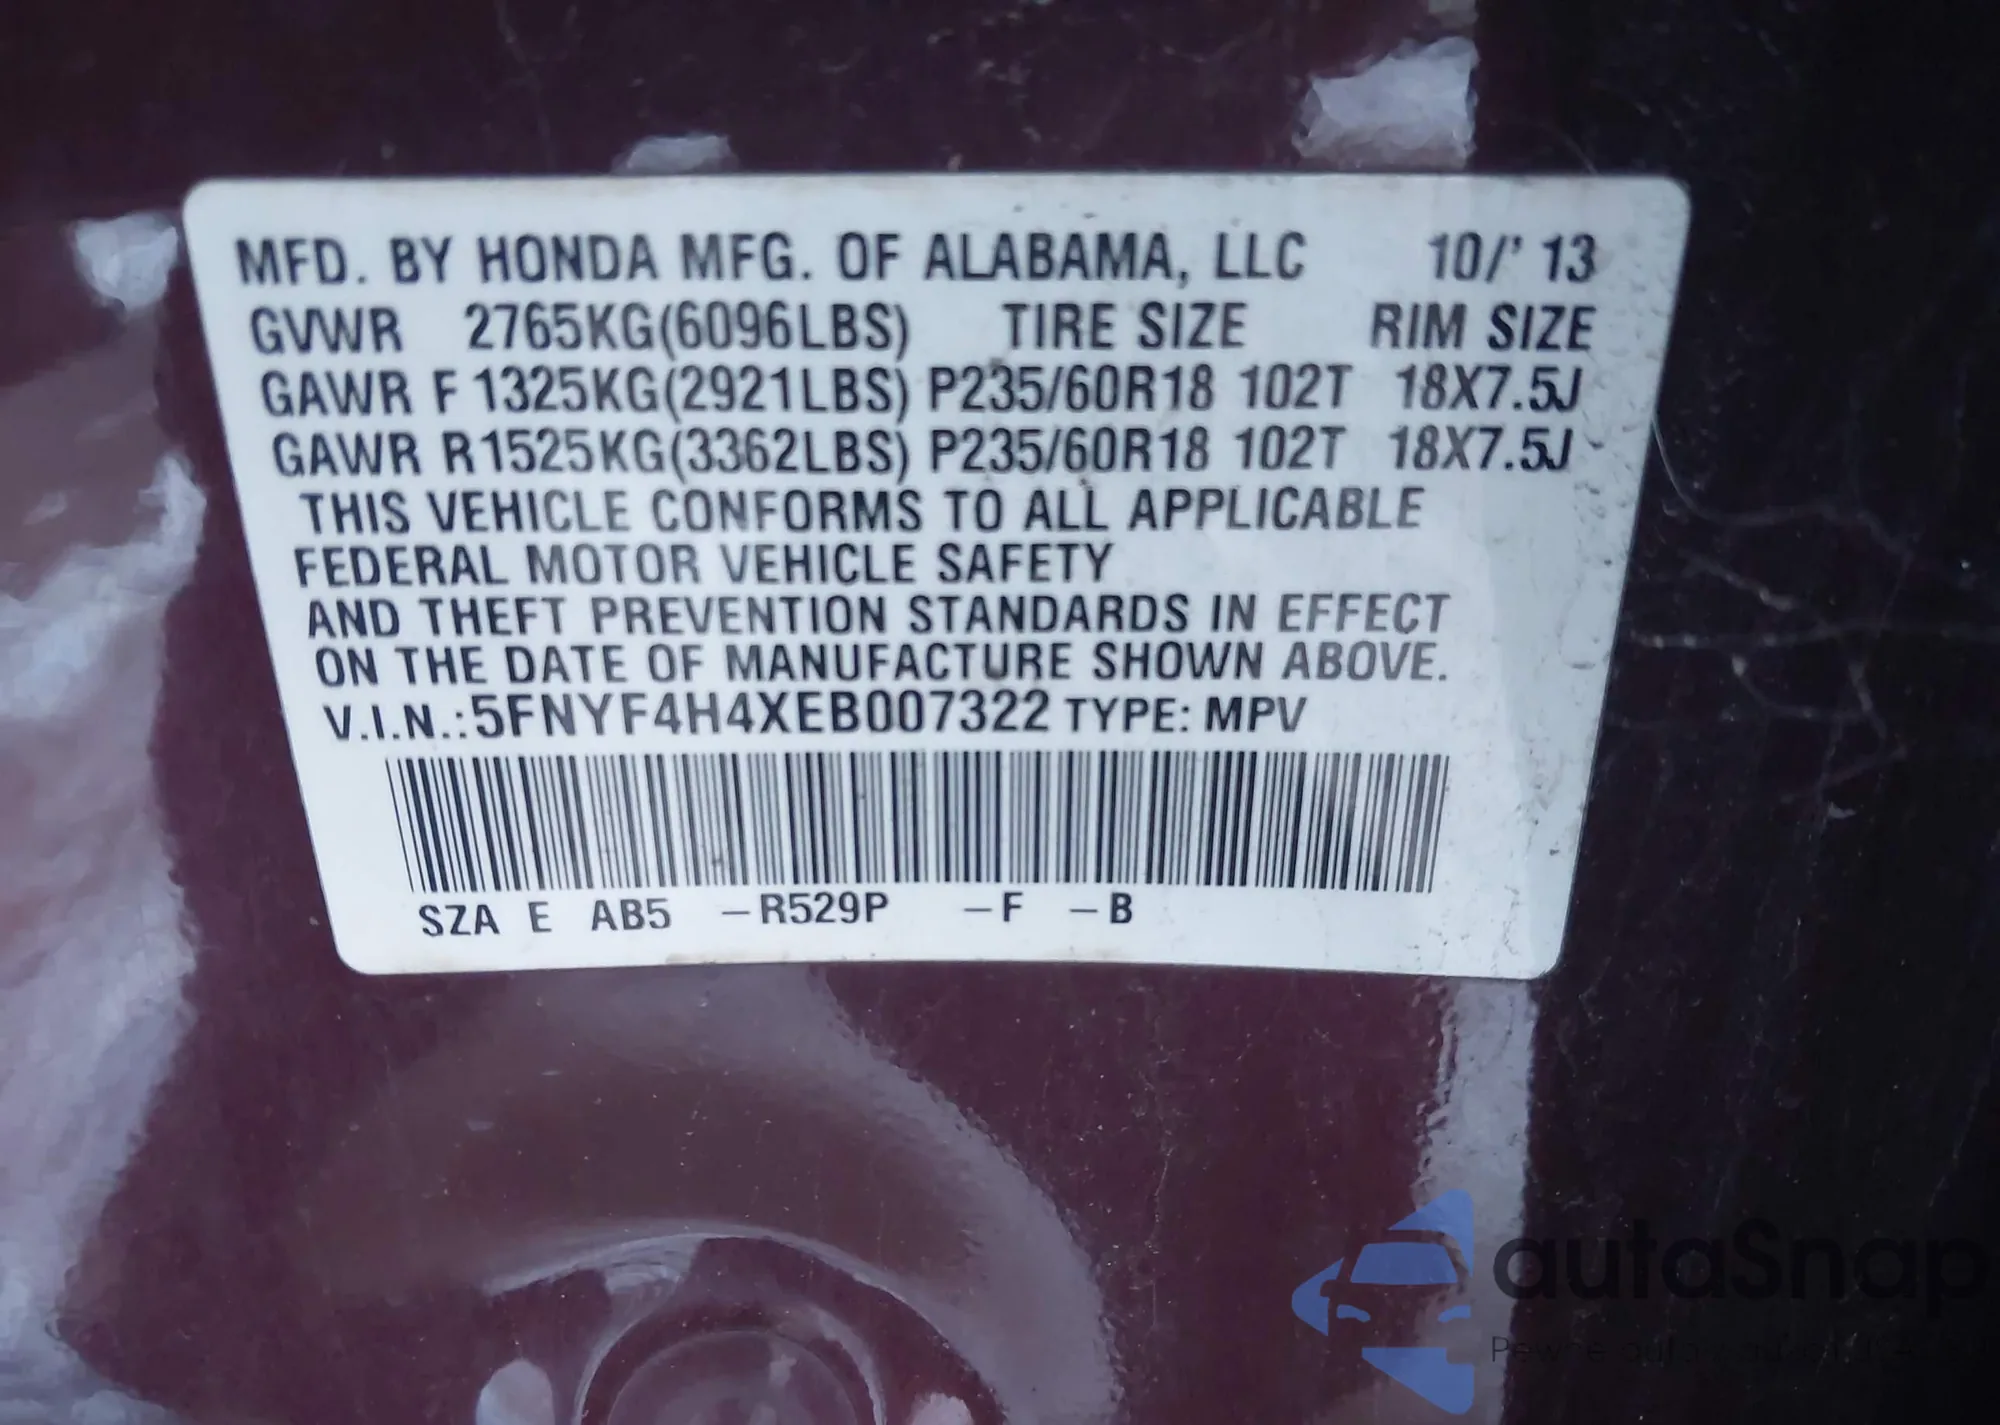 MFD. BY HONDA MFG. OF ALABAMA, LLC 10/' 13
GVWR 2765KG(6096LBS) TIRE SIZE RIM SIZE
GAWR F 1325KG(2921LBS) P235/60R18 102T 18X7.5J
GAWR R1525KG(3362LBS) P235/60R18 102T 18X7.5J
THIS VEHICLE CONFORMS TO ALL APPLICABLE
FEDERAL MOTOR VEHICLE SAFETY
AND THEFT PREVENTION STANDARDS IN EFFECT
ON THE DATE OF MANUFACTURE SHOWN ABOVE.
V.I.N.:5FNYF4H4XEB007322 TYPE: MPV
SZA E AB5 –R529P –F –B
autaSnap
Pewne auta